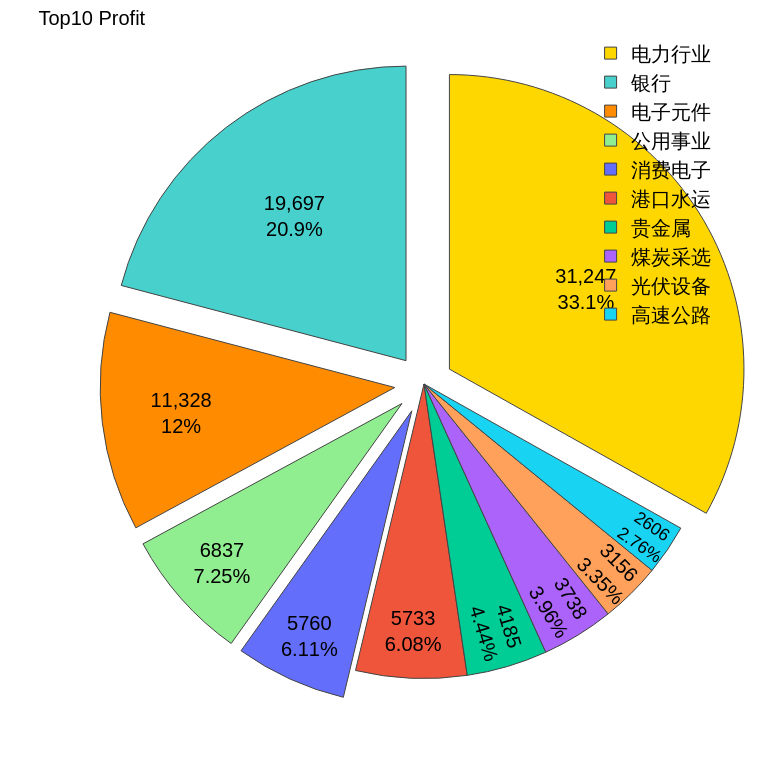 Top10 Profit
电力行业
银行
电子元件
公用事业
消费电子
港口水运
贵金属
煤炭采选
光伏设备
高速公路
31,247
33.1%
19,697
20.9%
11,328
12%
6837
7.25%
5760
6.11%
5733
6.08%
4185
4.44%
3738
3.96%
3156
3.35%
2606
2.76%